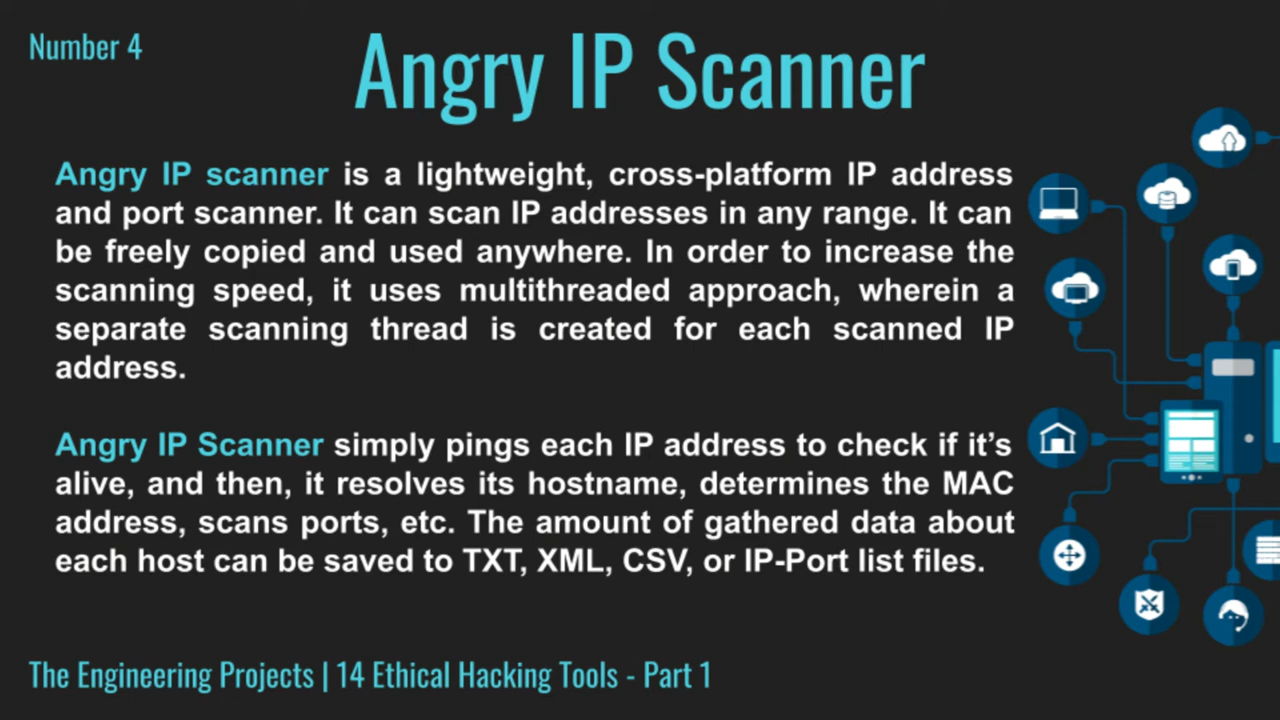 Number 4
Angry IP Scanner
Angry IP scanner is a lightweight, cross-platform IP address
and port scanner. It can scan IP addresses in any range. It can
be freely copied and used anywhere. In order to increase the
scanning speed, it uses multithreaded approach, wherein a
separate scanning thread is created for each scanned IP
address.
Angry IP Scanner simply pings each IP address to check if it’s
alive, and then, it resolves its hostname, determines the MAC
address, scans ports, etc. The amount of gathered data about
each host can be saved to TXT, XML, CSV, or IP-Port list files.
The Engineering Projects | 14 Ethical Hacking Tools - Part 1